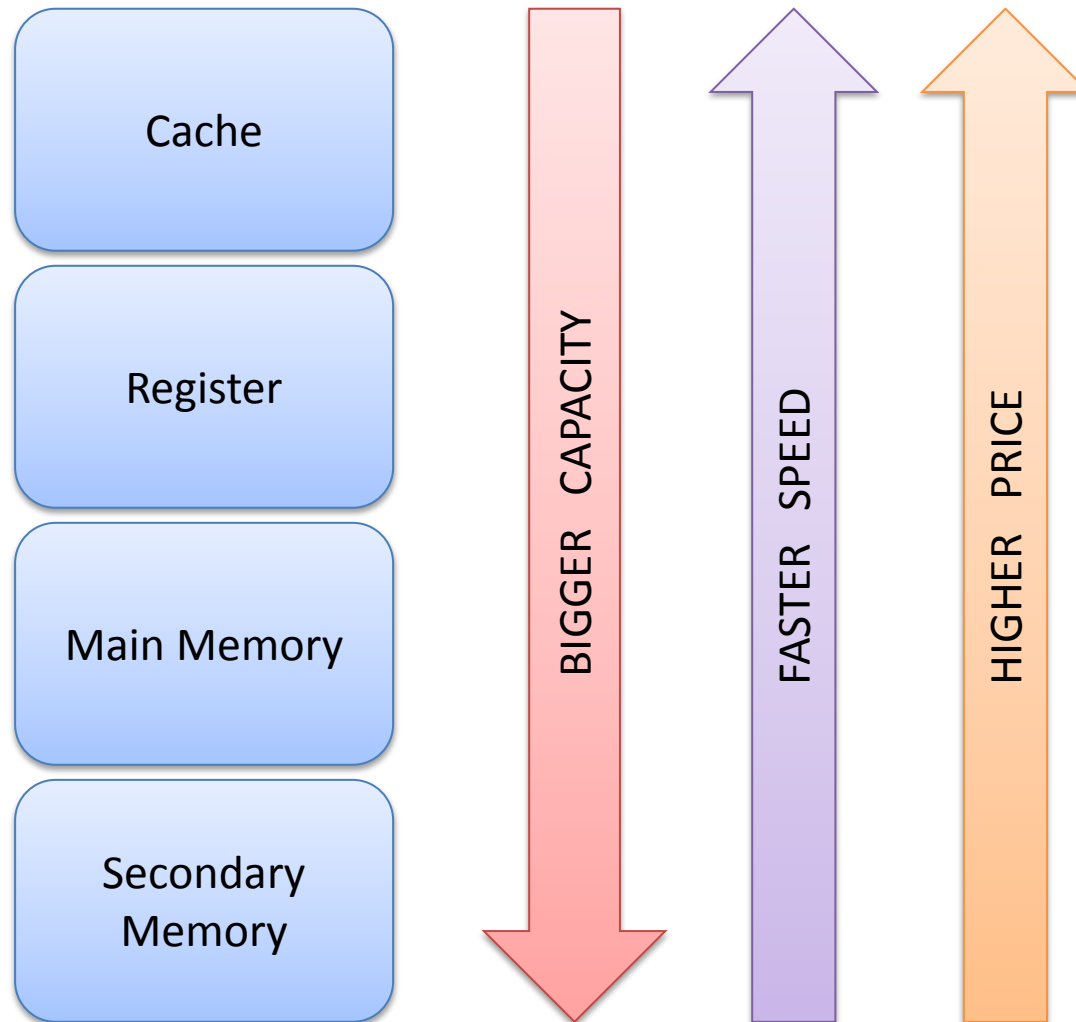 Cache
Register
Main Memory
Secondary
Memory
BIGGER CAPACITY
FASTER SPEED
HIGHER PRICE